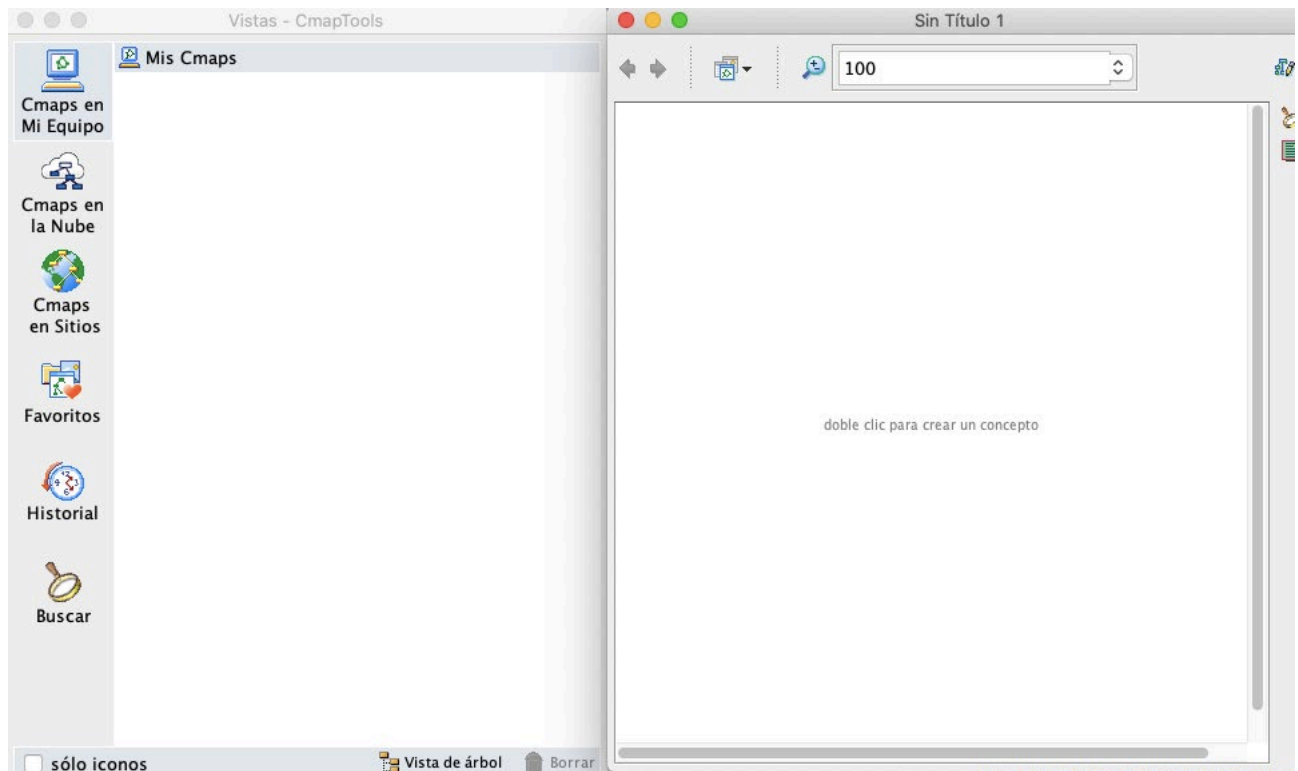 Vistas - CmapTools
Mis Cmaps
Cmaps en
Mi Equipo
Cmaps en
la Nube
Cmaps
en Sitios
Favoritos
Historial
Buscar
sólo iconos
Vista de árbol
Borrar
Sin Título 1
100
doble clic para crear un concepto